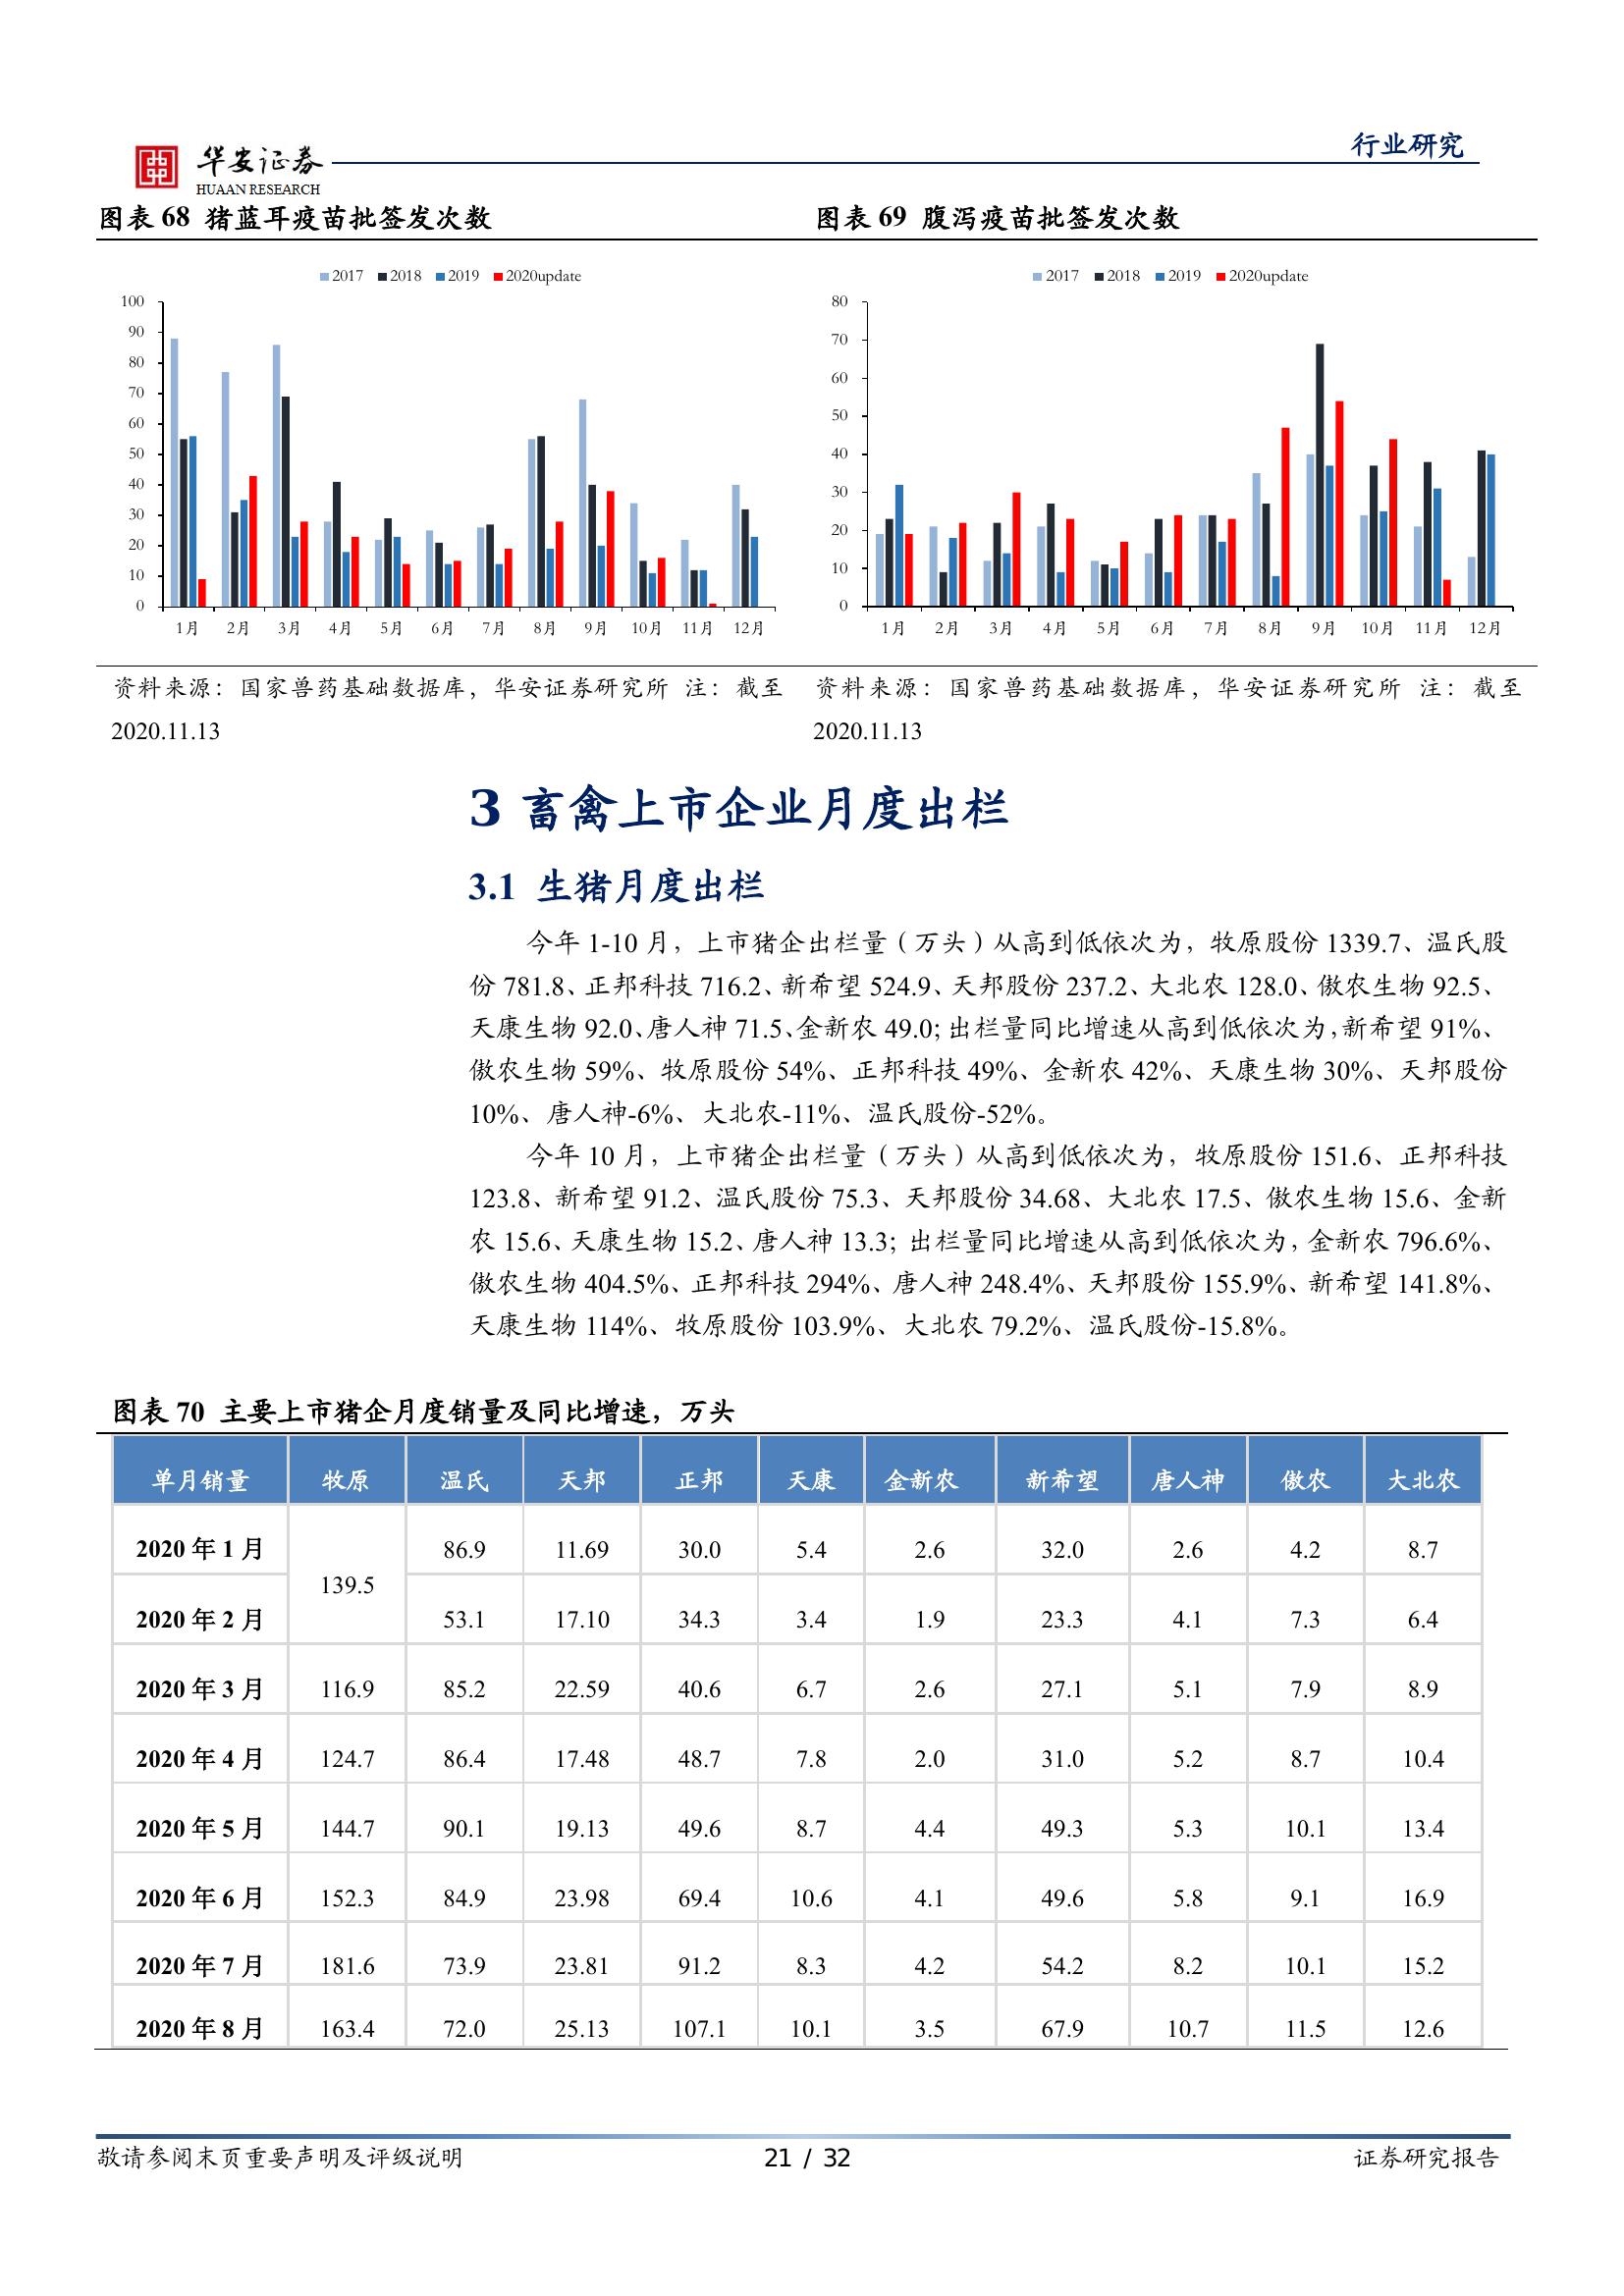 华安证券
HUAAN RESEARCH
行业研究
图表 68 猪蓝耳疫苗批签发次数
2017 2018 2019 2020update
100
90
80
70
60
50
40
30
20
10
0
1月 2月 3月 4月 5月 6月 7月 8月 9月 10月 11月 12月
资料来源：国家兽药基础数据库，华安证券研究所 注：截至
2020.11.13
图表 69 腹泻疫苗批签发次数
2017 2018 2019 2020update
80
70
60
50
40
30
20
10
0
1月 2月 3月 4月 5月 6月 7月 8月 9月 10月 11月 12月
资料来源：国家兽药基础数据库，华安证券研究所 注：截至
2020.11.13
3 畜禽上市企业月度出栏
3.1 生猪月度出栏
今年 1-10 月，上市猪企出栏量（万头）从高到低依次为，牧原股份 1339.7、温氏股
份 781.8、正邦科技 716.2、新希望 524.9、天邦股份 237.2、大北农 128.0、傲农生物 92.5、
天康生物 92.0、唐人神 71.5、金新农 49.0；出栏量同比增速从高到低依次为，新希望 91%、
傲农生物 59%、牧原股份 54%、正邦科技 49%、金新农 42%、天康生物 30%、天邦股份
10%、唐人神-6%、大北农-11%、温氏股份-52%。
今年 10 月，上市猪企出栏量（万头）从高到低依次为，牧原股份 151.6、正邦科技
123.8、新希望 91.2、温氏股份 75.3、天邦股份 34.68、大北农 17.5、傲农生物 15.6、金新
农 15.6、天康生物 15.2、唐人神 13.3；出栏量同比增速从高到低依次为，金新农 796.6%、
傲农生物 404.5%、正邦科技 294%、唐人神 248.4%、天邦股份 155.9%、新希望 141.8%、
天康生物 114%、牧原股份 103.9%、大北农 79.2%、温氏股份-15.8%。
图表 70 主要上市猪企月度销量及同比增速，万头
单月销量 牧原 温氏 天邦 正邦 天康 金新农 新希望 唐人神 傲农 大北农
2020 年 1 月 139.5 86.9 11.69 30.0 5.4 2.6 32.0 2.6 4.2 8.7
2020 年 2 月 53.1 17.10 34.3 3.4 1.9 23.3 4.1 7.3 6.4
2020 年 3 月 116.9 85.2 22.59 40.6 6.7 2.6 27.1 5.1 7.9 8.9
2020 年 4 月 124.7 86.4 17.48 48.7 7.8 2.0 31.0 5.2 8.7 10.4
2020 年 5 月 144.7 90.1 19.13 49.6 8.7 4.4 49.3 5.3 10.1 13.4
2020 年 6 月 152.3 84.9 23.98 69.4 10.6 4.1 49.6 5.8 9.1 16.9
2020 年 7 月 181.6 73.9 23.81 91.2 8.3 4.2 54.2 8.2 10.1 15.2
2020 年 8 月 163.4 72.0 25.13 107.1 10.1 3.5 67.9 10.7 11.5 12.6
敬请参阅末页重要声明及评级说明 21 / 32 证券研究报告